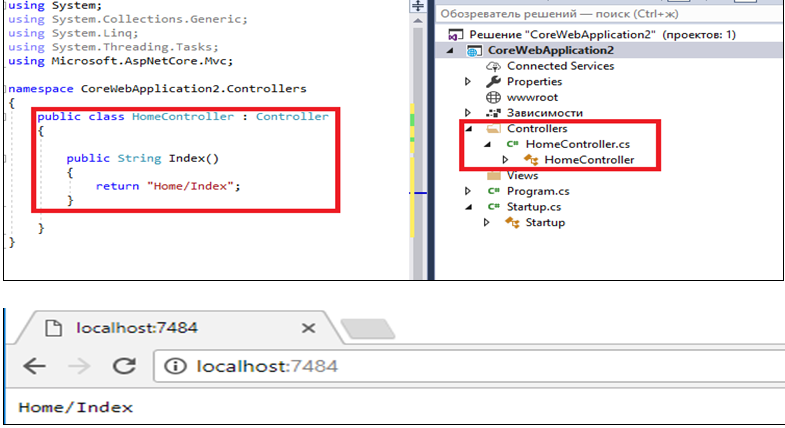 using System;
using System.Collections.Generic;
using System.Linq;
using System.Threading.Tasks;
using Microsoft.AspNetCore.Mvc;
namespace CoreWebApplication2.Controllers
{
public class HomeController : Controller
{
public String Index()
{
return "Home/Index";
}
}
}
Обозреватель решений — поиск (Ctrl+ж)
Решение "CoreWebApplication2" (проектов: 1)
CoreWebApplication2
Connected Services
Properties
wwwroot
Зависимости
Controllers
C# HomeController.cs
HomeController
Views
C# Program.cs
C# Startup.cs
Startup
localhost:7484
localhost:7484
Home/Index